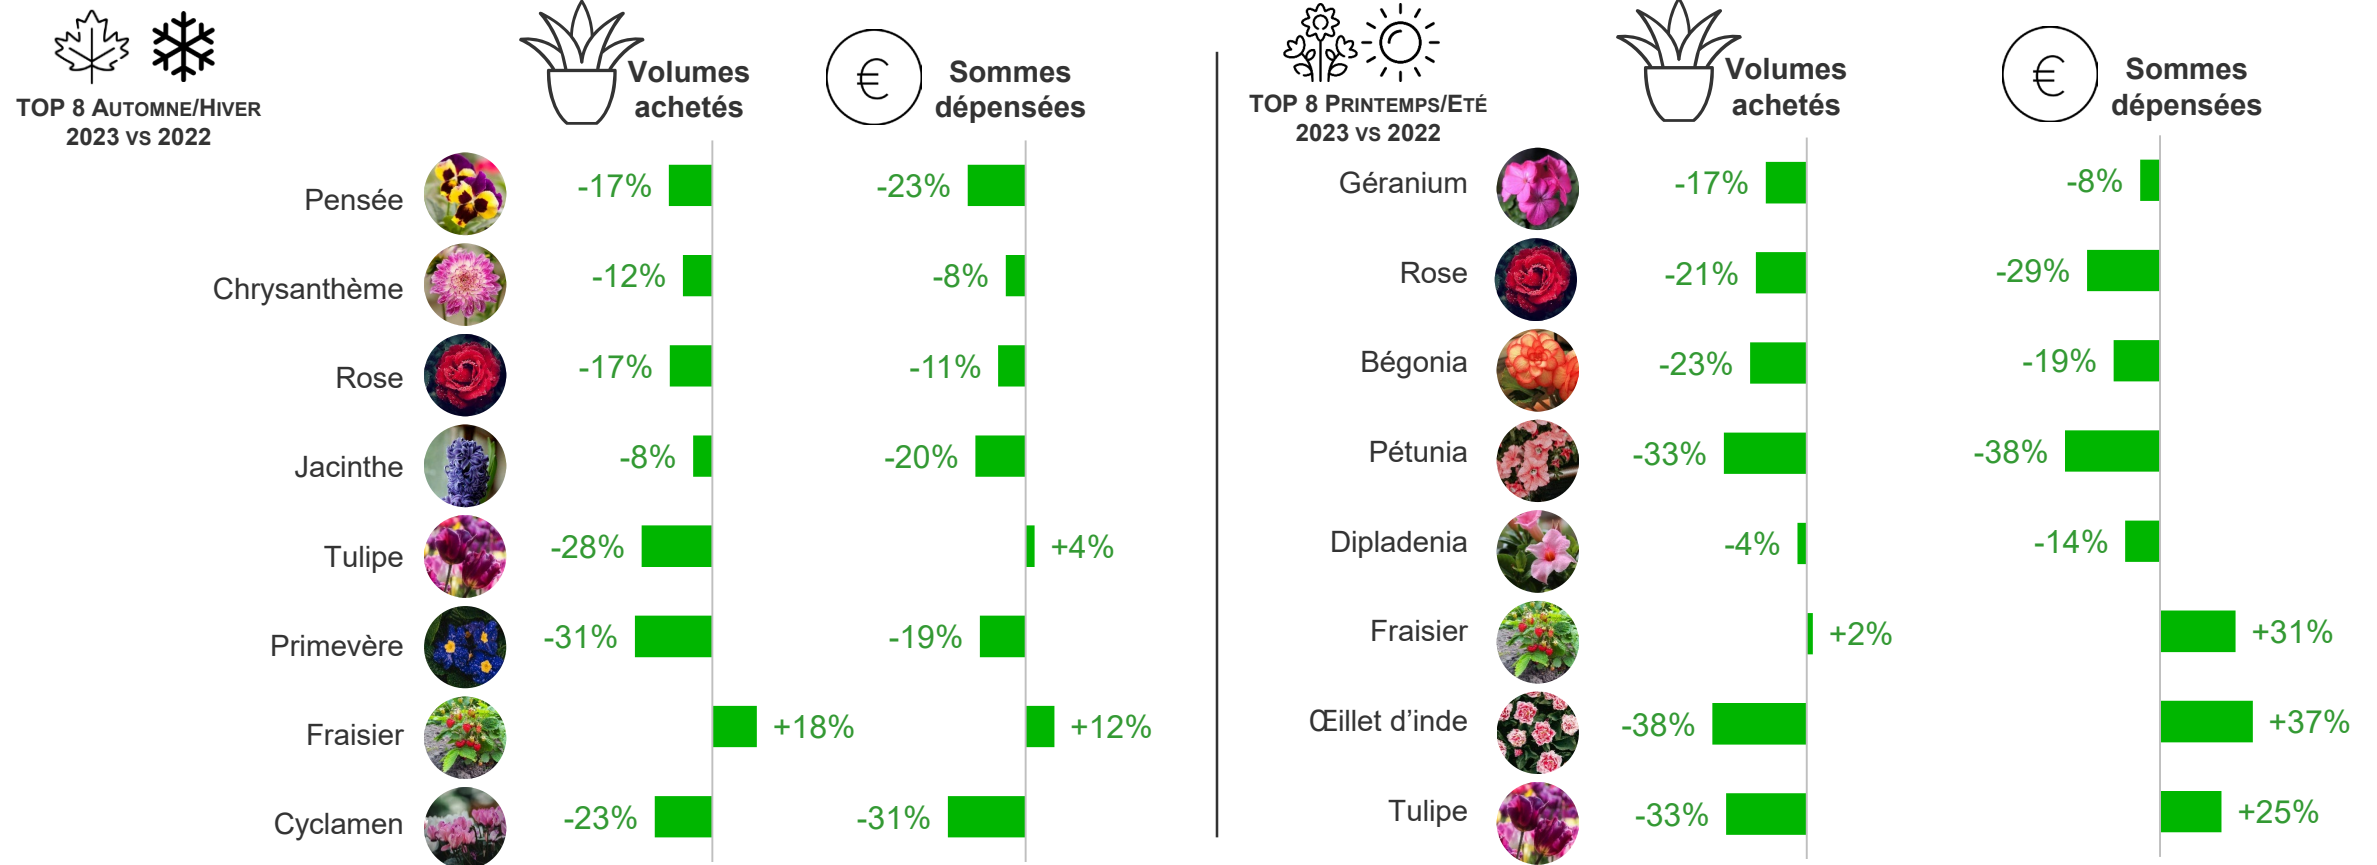 TOP 8 AUTOMNE/HIVER
2023 VS 2022
Volumes
achetés
€
Sommes
dépensées
Pensée
-17%
-23%
Chrysanthème
-12%
-8%
Rose
-17%
-11%
Jacinthe
-8%
-20%
Tulipe
-28%
+4%
Primevère
-31%
-19%
Fraisier
+18%
+12%
Cyclamen
-23%
-31%
TOP 8 PRINTEMPS/ETÉ
2023 VS 2022
Volumes
achetés
€
Sommes
dépensées
Géranium
-17%
-8%
Rose
-21%
-29%
Bégonia
-23%
-19%
Pétunia
-33%
-38%
Dipladenia
-4%
-14%
Fraisier
+2%
+31%
Œillet d’inde
-38%
+37%
Tulipe
-33%
+25%